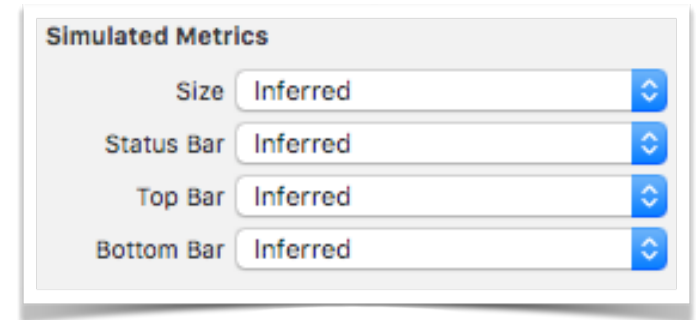 Simulated Metrics
Size Inferred
Status Bar Inferred
Top Bar Inferred
Bottom Bar Inferred